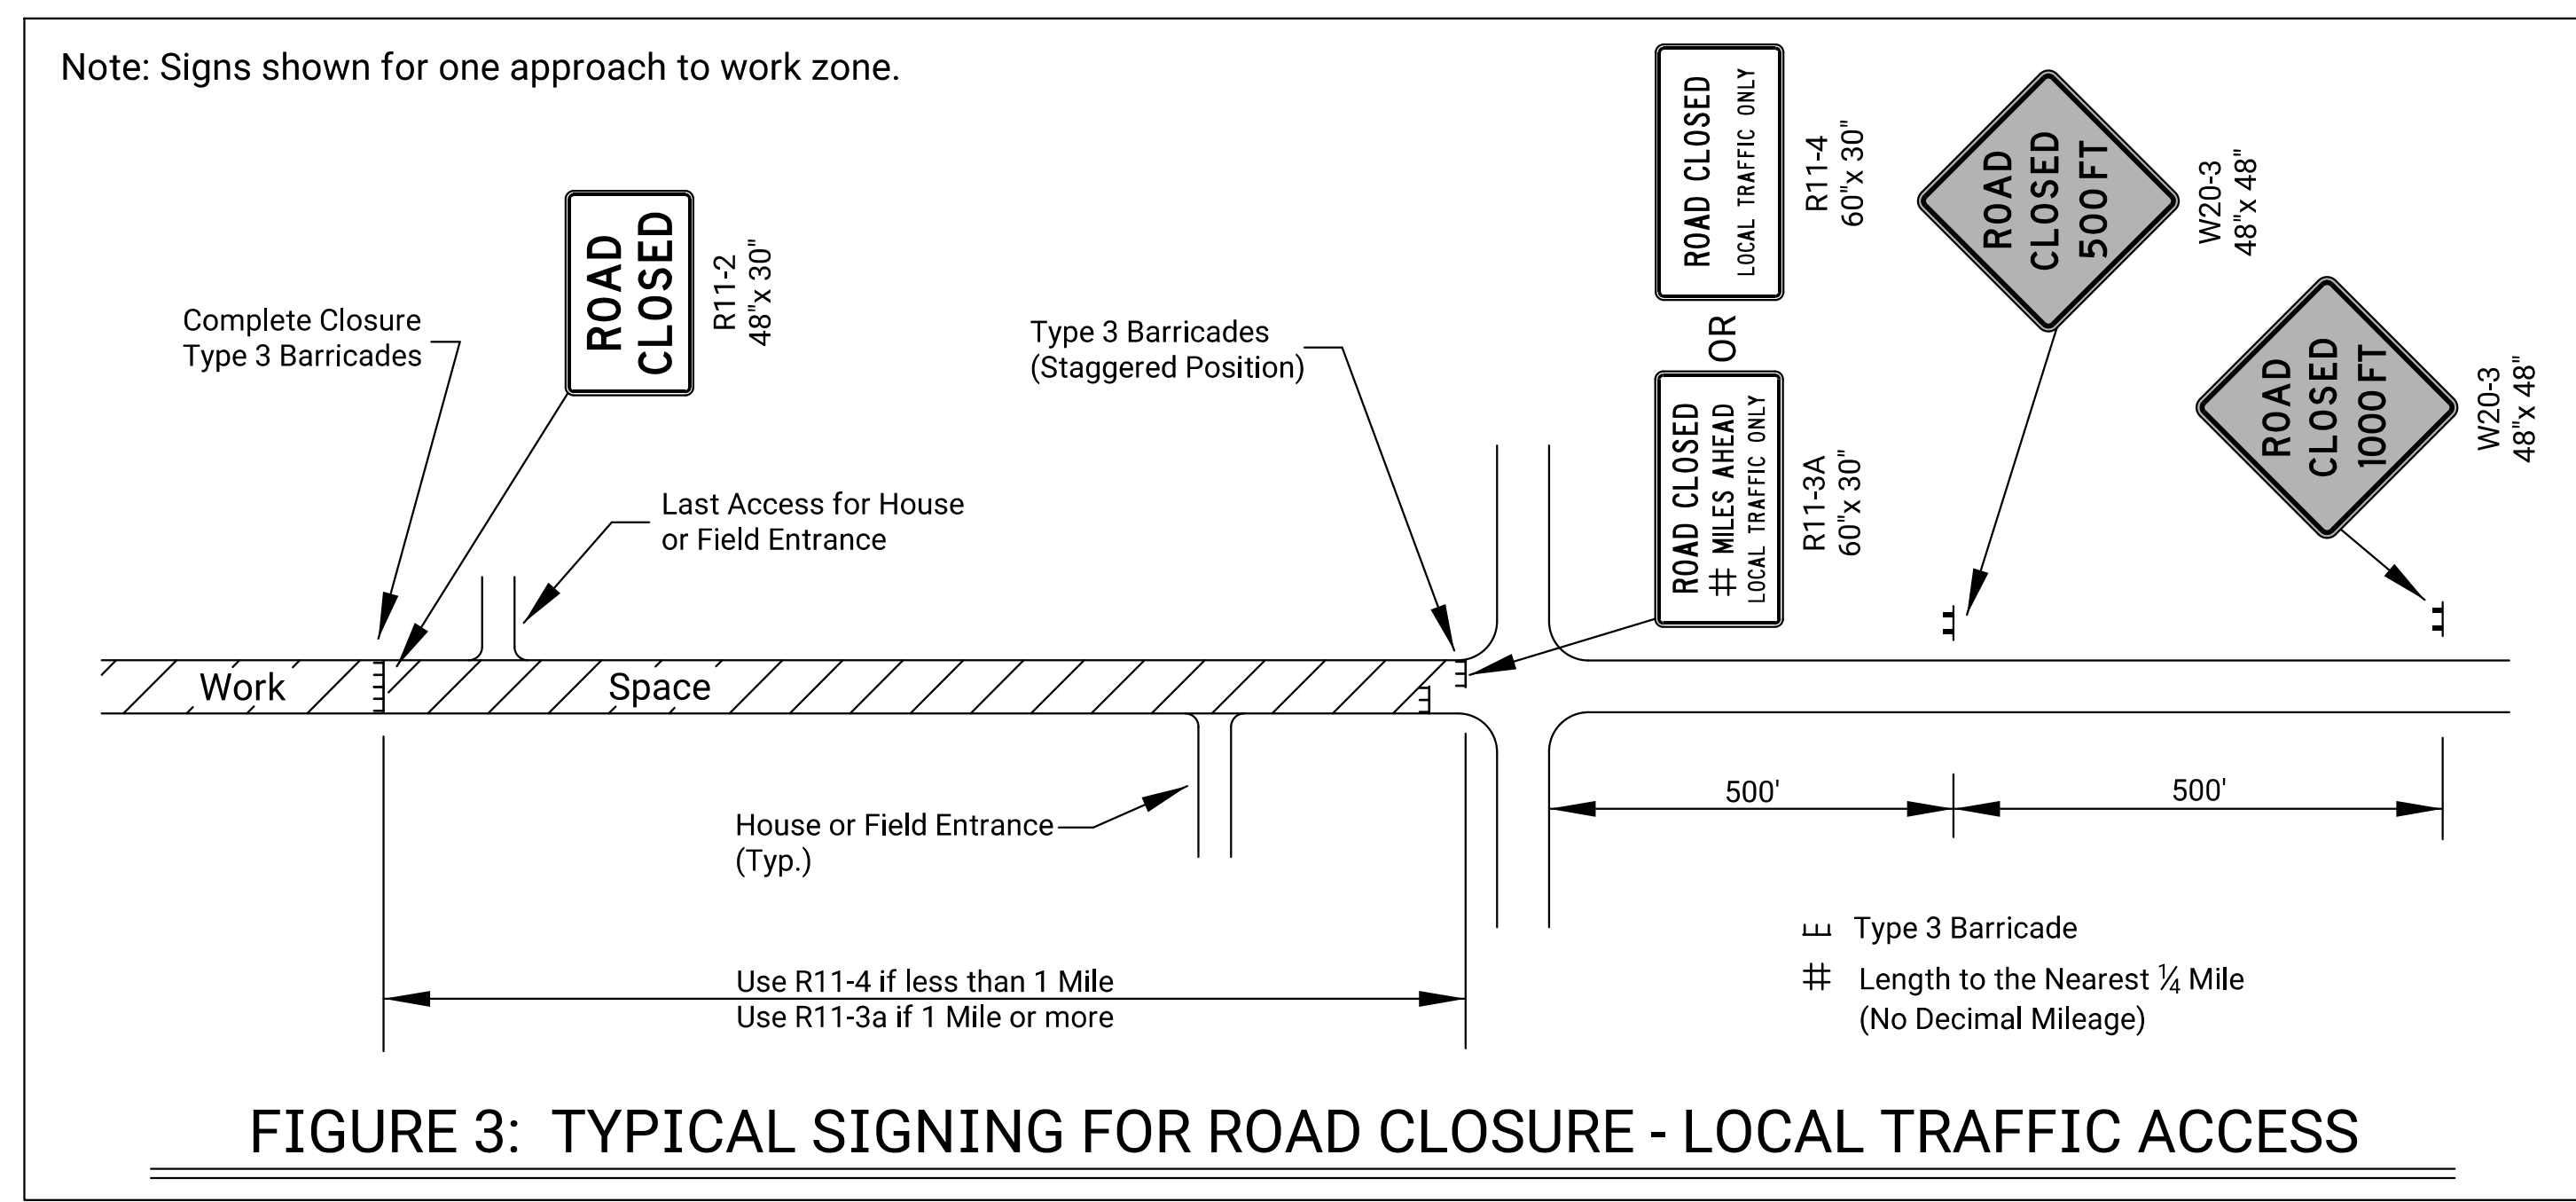 Note: Signs shown for one approach to work zone.
Complete Closure
Type 3 Barricades
ROAD
CLOSED
R11-2
48"x 30"
Last Access for House
or Field Entrance
Type 3 Barricades
(Staggered Position)
ROAD CLOSED
LOCAL TRAFFIC ONLY
R11-4
60"x 30"
OR
ROAD CLOSED
# MILES AHEAD
LOCAL TRAFFIC ONLY
R11-3A
60"x 30"
ROAD
CLOSED
500FT
W20-3
48"x 48"
ROAD
CLOSED
1000FT
W20-3
48"x 48"
Work
Space
House or Field Entrance
(Typ.)
500'
500'
Use R11-4 if less than 1 Mile
Use R11-3a if 1 Mile or more
Type 3 Barricade
# Length to the Nearest ¼ Mile
(No Decimal Mileage)
FIGURE 3: TYPICAL SIGNING FOR ROAD CLOSURE - LOCAL TRAFFIC ACCESS